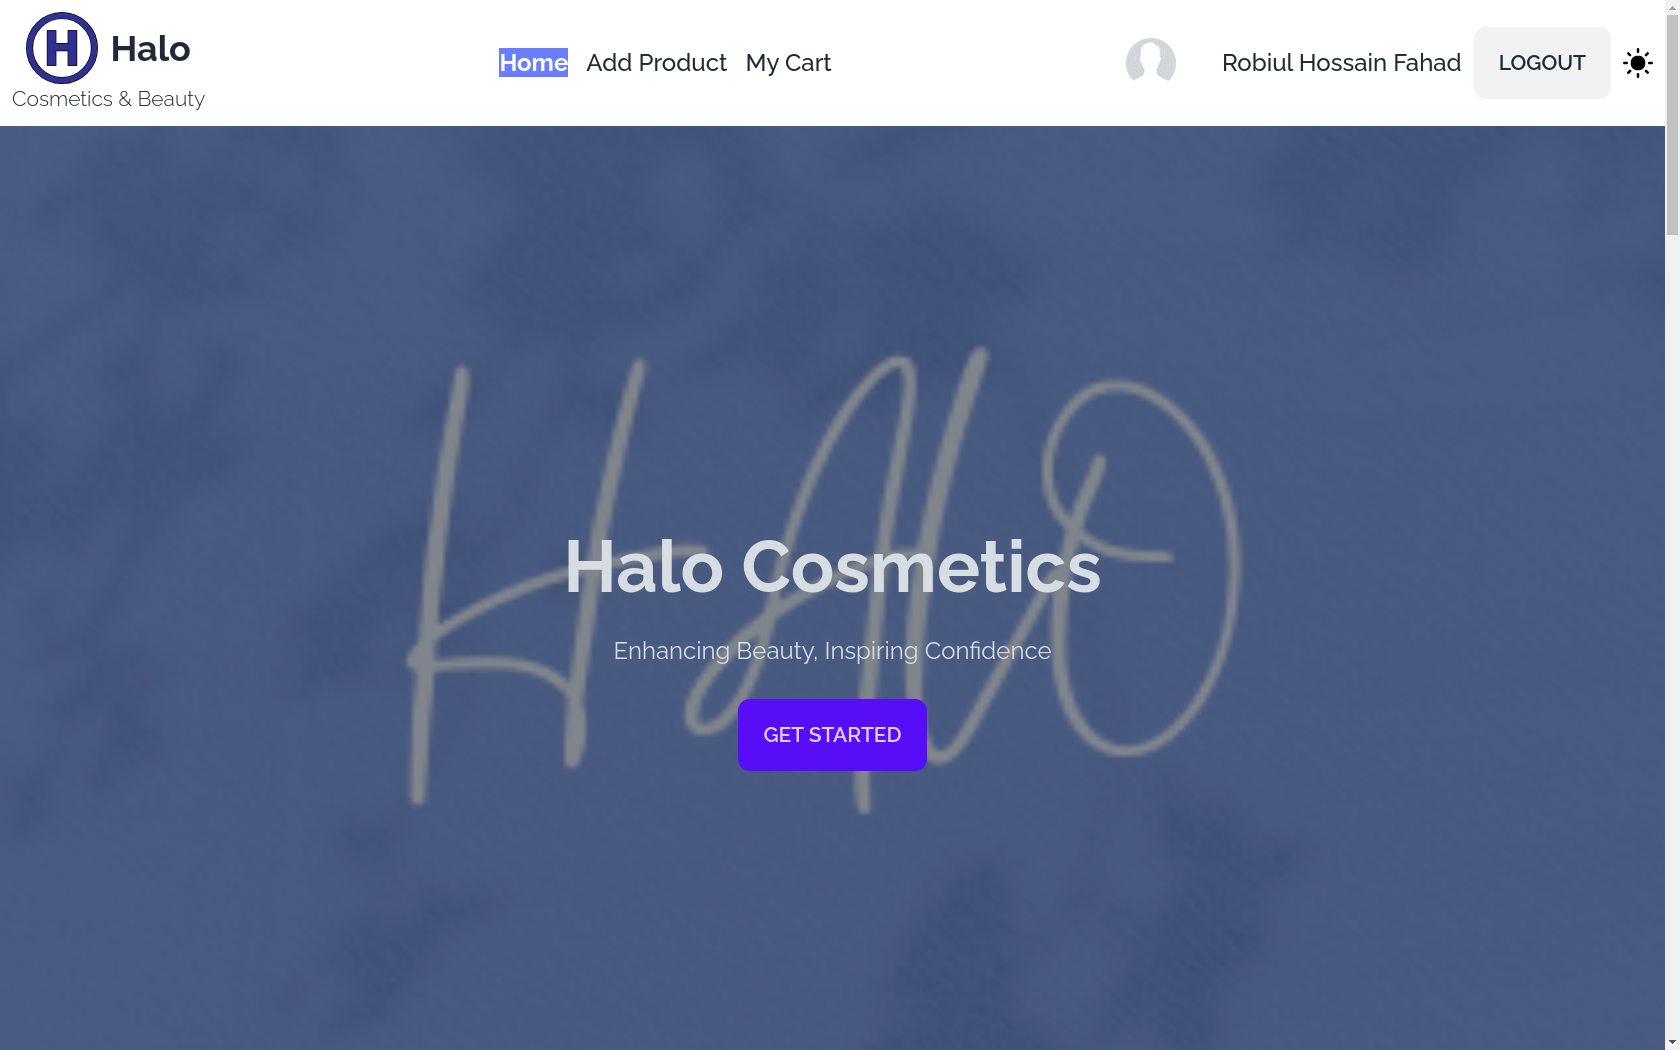 H Halo
Cosmetics & Beauty
Home Add Product My Cart
Robiul Hossain Fahad LOGOUT
HALO
Halo Cosmetics
Enhancing Beauty, Inspiring Confidence
GET STARTED